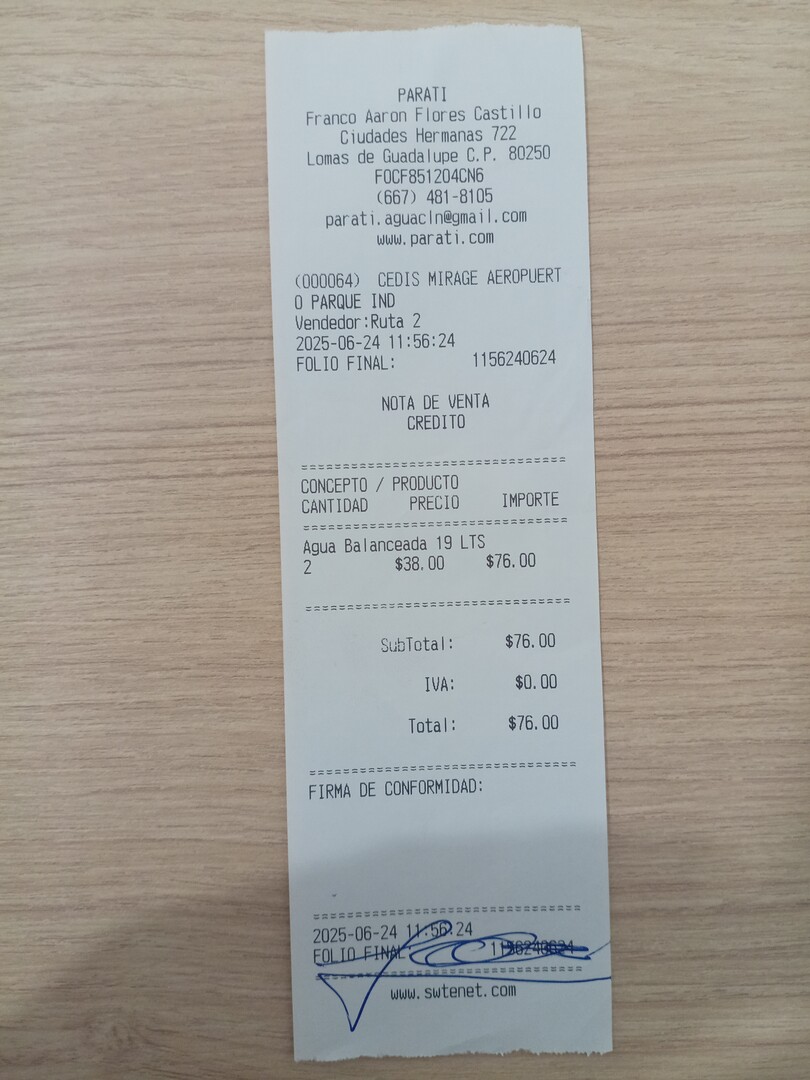 PARATI
Franco Aaron Flores Castillo
Ciudades Hermanas 722
Lomas de Guadalupe C.P. 80250
FOCF851204CN6
(667) 481-8105
parati.aguacln@gmail.com
www.parati.com
(000064) CEDIS MIRAGE AEROPUERT
O PARQUE IND
Vendedor:Ruta 2
2025-06-24 11:56:24
FOLIO FINAL: 1156240624
NOTA DE VENTA
CREDITO
===============================
CONCEPTO / PRODUCTO
CANTIDAD PRECIO IMPORTE
===============================
Agua Balanceada 19 LTS
2 $38.00 $76.00
===============================
SubTotal: $76.00
IVA: $0.00
Total: $76.00
===============================
FIRMA DE CONFORMIDAD:
===============================
2025-06-24 11:56:24
FOLIO FINAL: 1156240624
===============================
www.swtenet.com